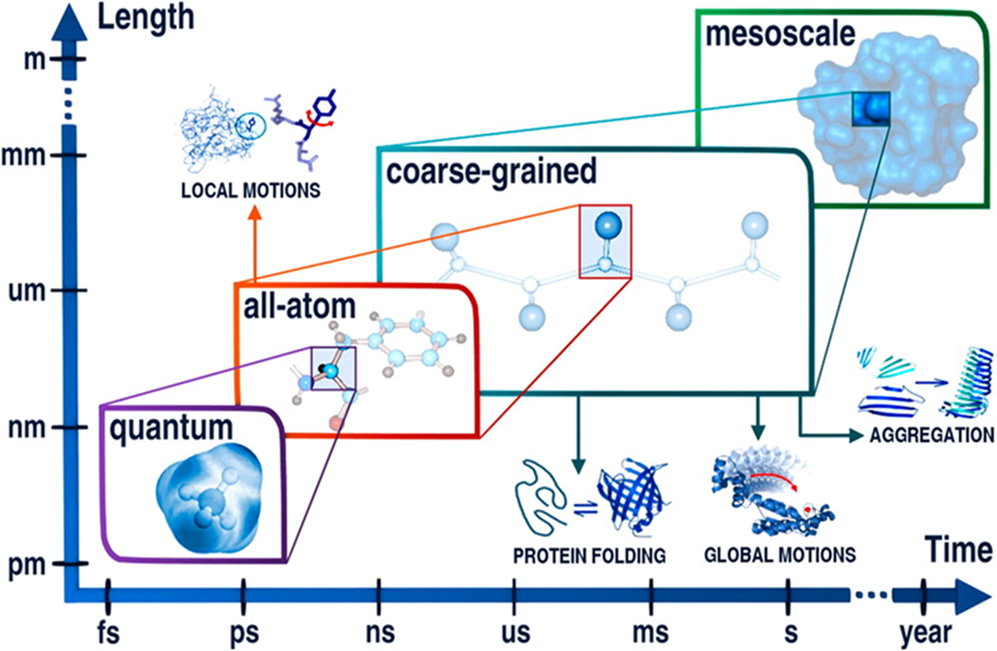 Length
m
mm
um
nm
pm
mesoscale
coarse-grained
all-atom
quantum
LOCAL MOTIONS
AGGREGATION
PROTEIN FOLDING
GLOBAL MOTIONS
Time
fs
ps
ns
us
ms
s
year